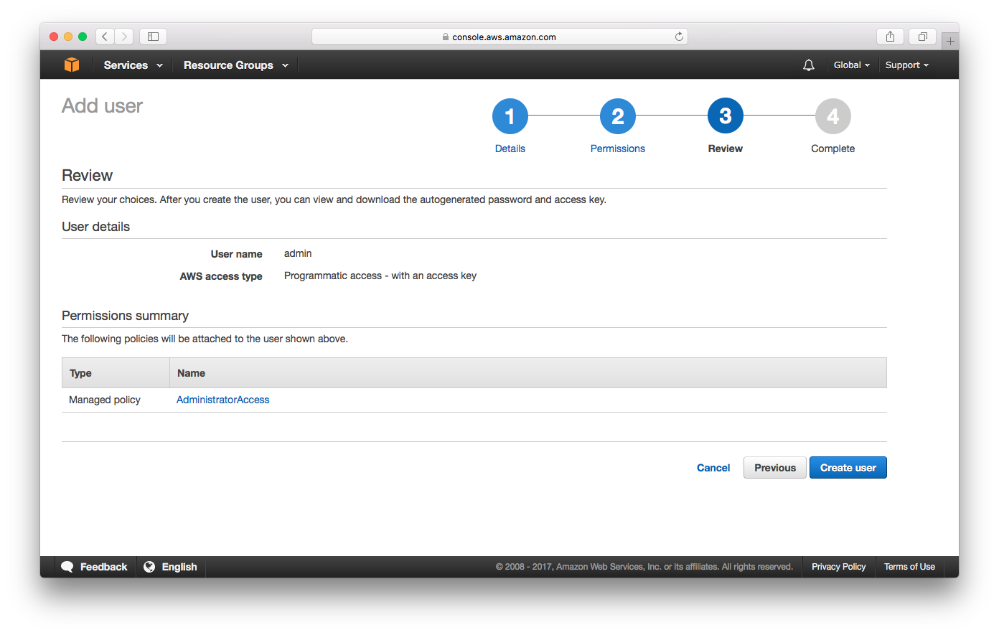 console.aws.amazon.com
Services Resource Groups Global Support
Add user
1 2 3 4
Details Permissions Review Complete
Review
Review your choices. After you create the user, you can view and download the autogenerated password and access key.
User details
User name admin
AWS access type Programmatic access - with an access key
Permissions summary
The following policies will be attached to the user shown above.
Type Name
Managed policy AdministratorAccess
Cancel Previous Create user
Feedback English © 2008 - 2017, Amazon Web Services, Inc. or its affiliates. All rights reserved. Privacy Policy Terms of Use